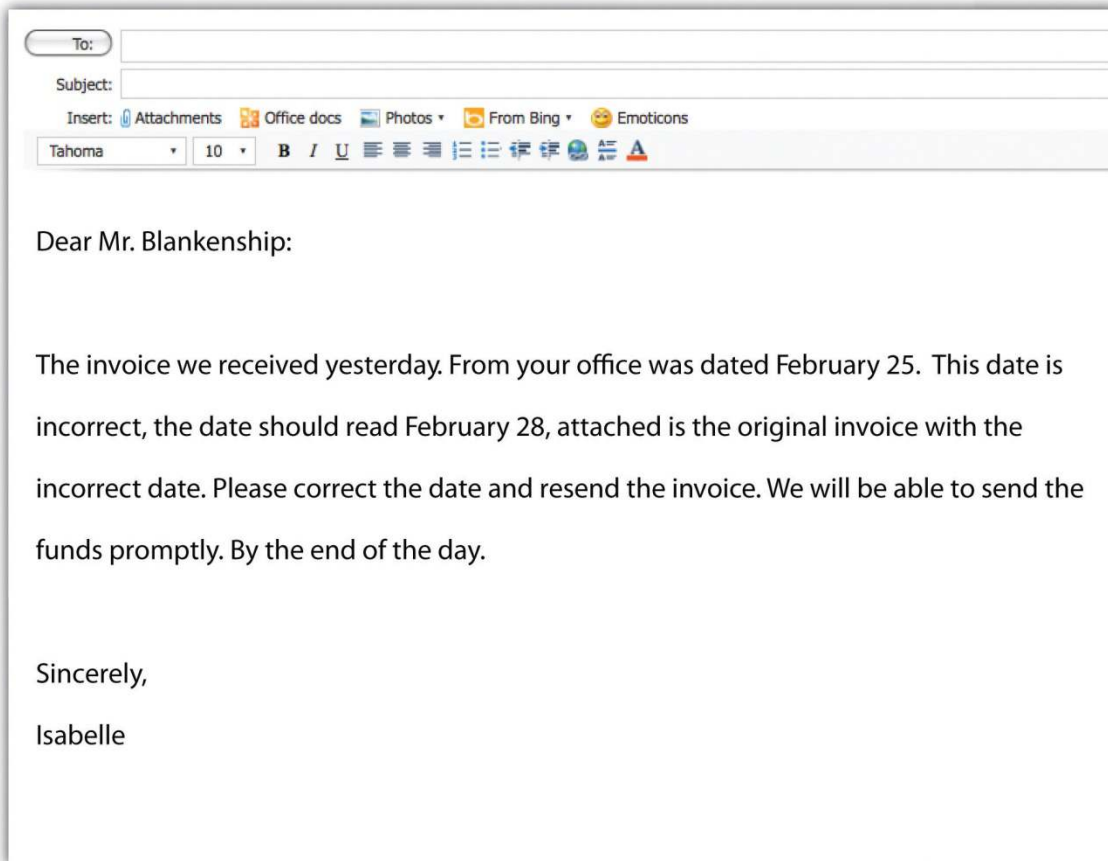 To:
Subject:
Insert: Attachments Office docs Photos From Bing Emoticons
Tahoma 10 B I U A
Dear Mr. Blankenship:
The invoice we received yesterday. From your office was dated February 25. This date is
incorrect, the date should read February 28, attached is the original invoice with the
incorrect date. Please correct the date and resend the invoice. We will be able to send the
funds promptly. By the end of the day.
Sincerely,
Isabelle